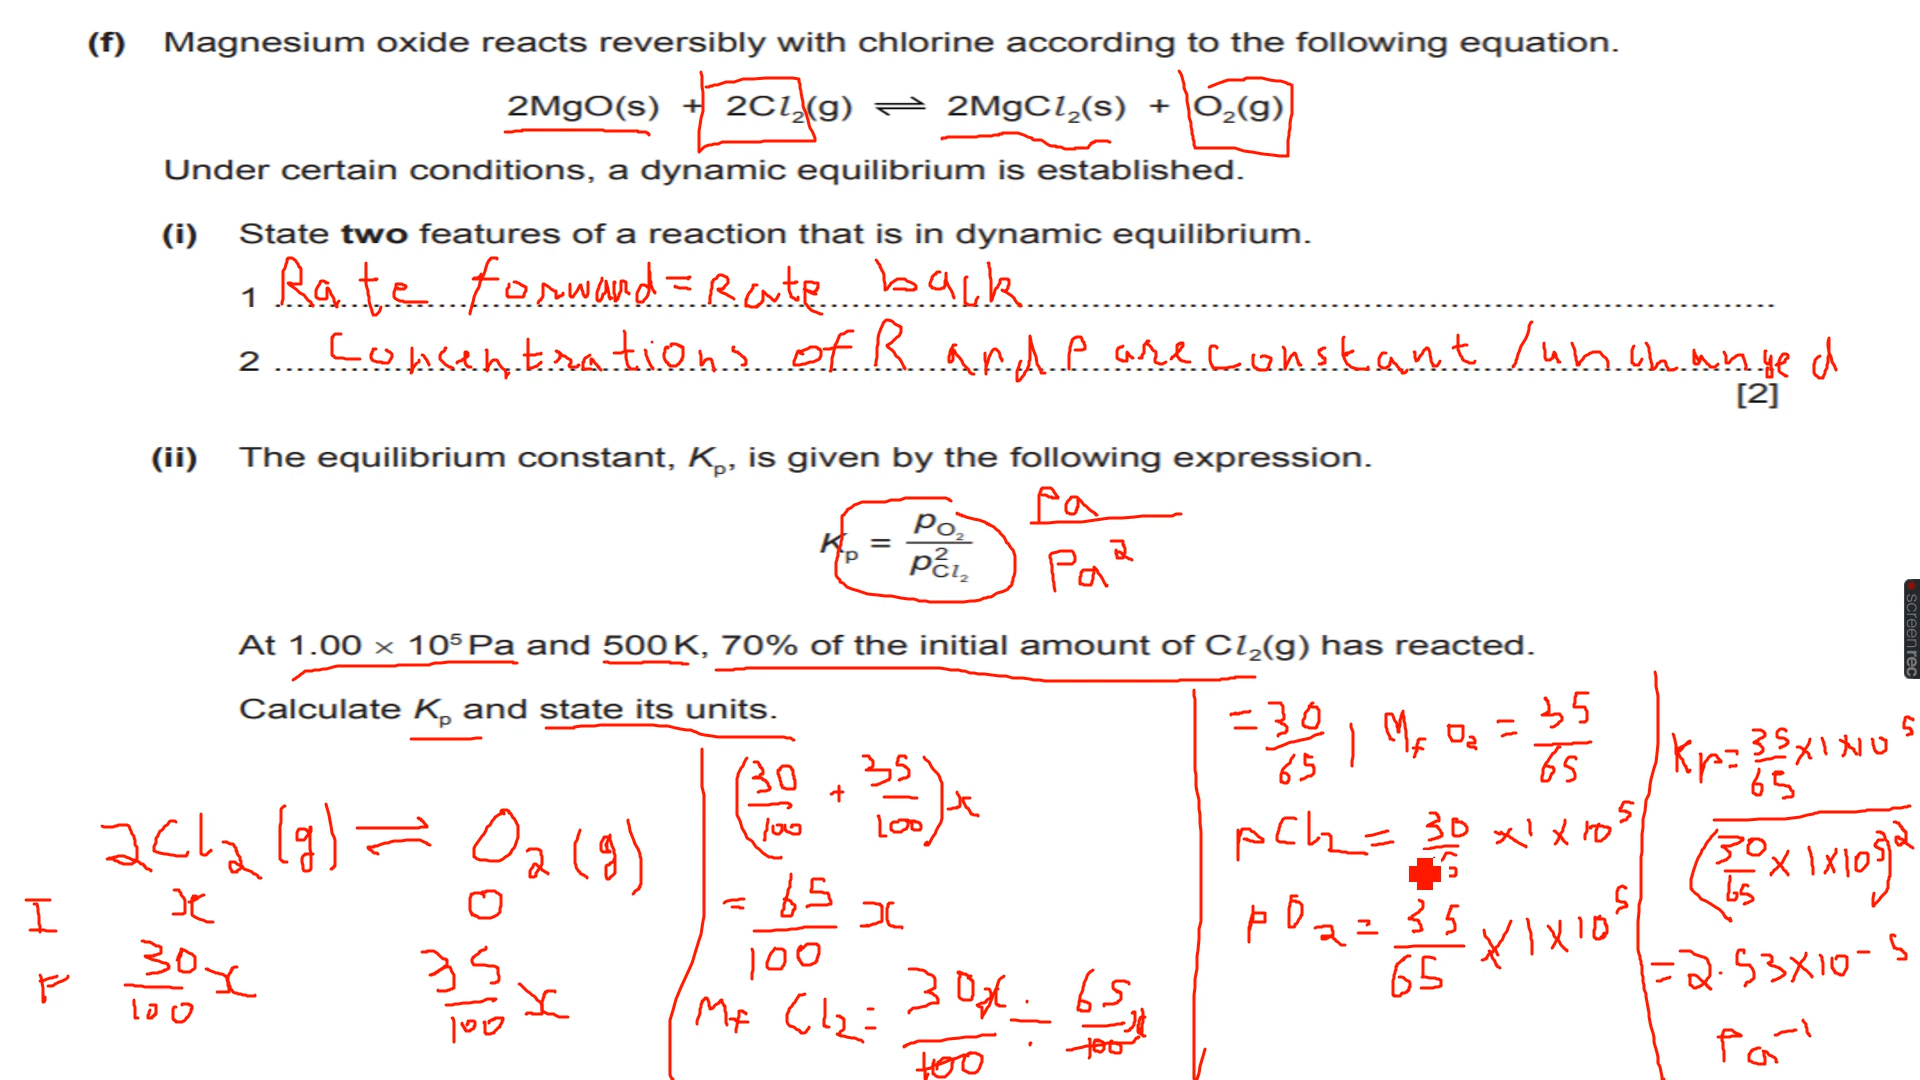 (f) Magnesium oxide reacts reversibly with chlorine according to the following equation.
2MgO(s) + 2Cl₂(g) ⇌ 2MgCl₂(s) + O₂(g)
Under certain conditions, a dynamic equilibrium is established.
(i) State two features of a reaction that is in dynamic equilibrium.
1 Rate forward = Rate back
2 Concentrations of R and P are constant / unchanged
[2]
(ii) The equilibrium constant, Kp, is given by the following expression.
Kp = pO₂ / p²Cl₂
Pa / Pa²
At 1.00 × 10⁵ Pa and 500 K, 70% of the initial amount of Cl₂(g) has reacted.
Calculate Kp and state its units.
2Cl₂(g) ⇌ O₂(g)
I x 0
30/100 x 35/100 x
(30/100 + 35/100)x
= 65/100 x
Mf Cl₂ = 30x/100 ÷ 65x/100
= 30/65, Mf O₂ = 35/65
pCl₂ = 30/ × 1 × 10⁵
pO₂ = 35/65 × 1 × 10⁵
Kp = 35/65 × 1 × 10⁵
(30/65 × 1 × 10⁵)²
= 2.53 × 10⁻⁵
Pa⁻¹
screenrec